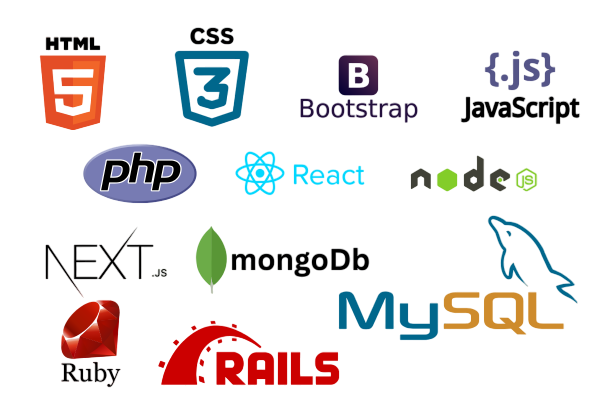 HTML
5
CSS
3
B
Bootstrap
{.js}
JavaScript
php
React
node
JS
NEXT.JS
mongoDb
MySQL
Ruby
RAILS